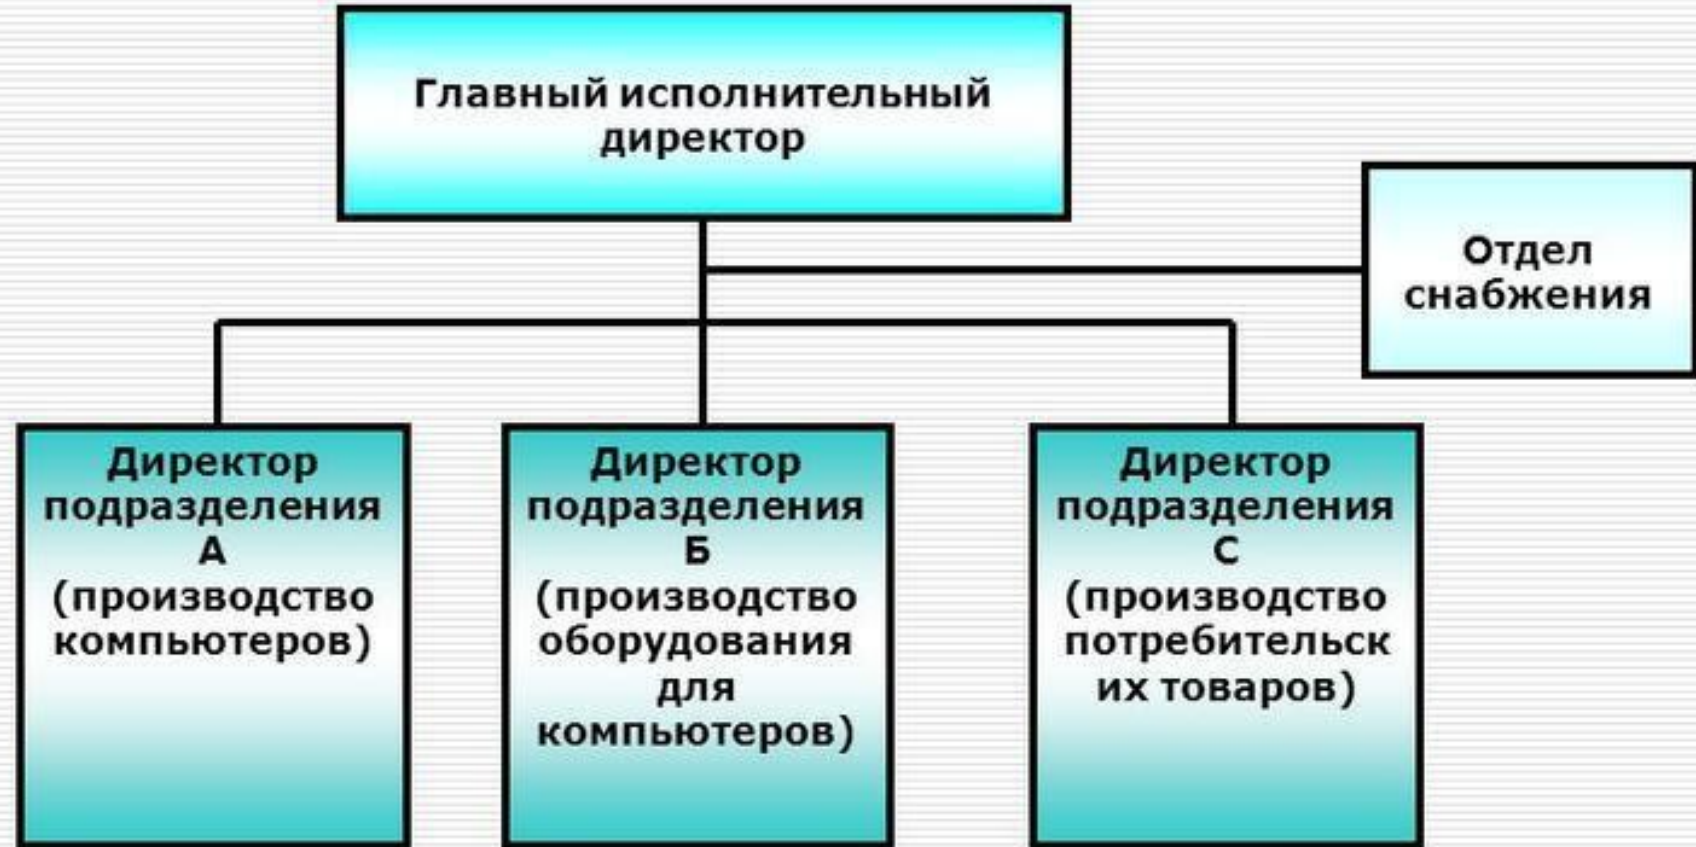 Главный исполнительный
директор
Отдел
снабжения
Директор
подразделения
А
(производство
компьютеров)
Директор
подразделения
Б
(производство
оборудования
для
компьютеров)
Директор
подразделения
С
(производство
потребительск
их товаров)